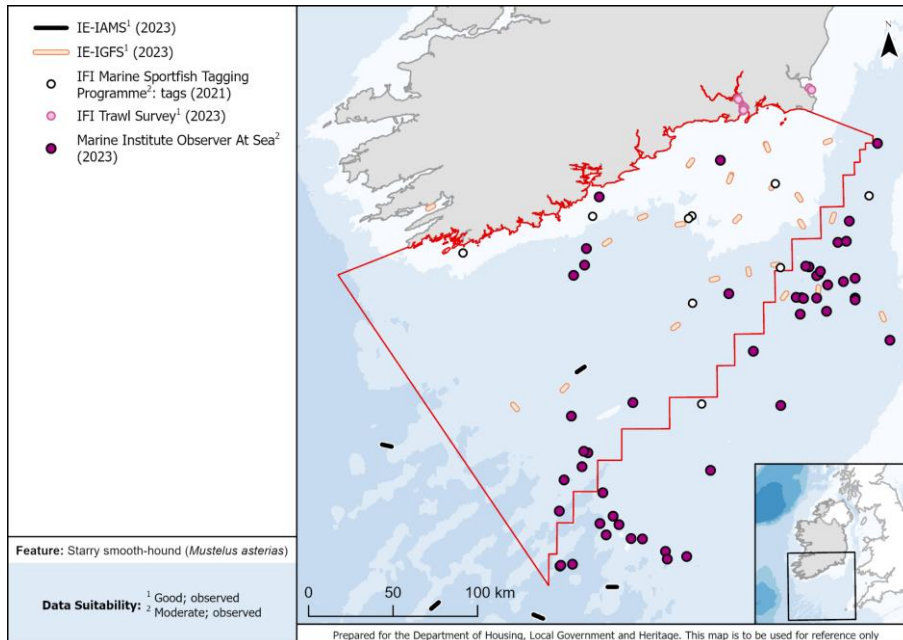 IE-IAMS¹ (2023)
IE-IGFS¹ (2023)
IFI Marine Sportfish Tagging
Programme²: tags (2021)
IFI Trawl Survey¹ (2023)
Marine Institute Observer At Sea²
(2023)
Feature: Starry smooth-hound (Mustelus asterias)
Data Suitability: ¹ Good; observed
² Moderate; observed
N
0 50 100 km
Prepared for the Department of Housing, Local Government and Heritage. This map is to be used for reference only